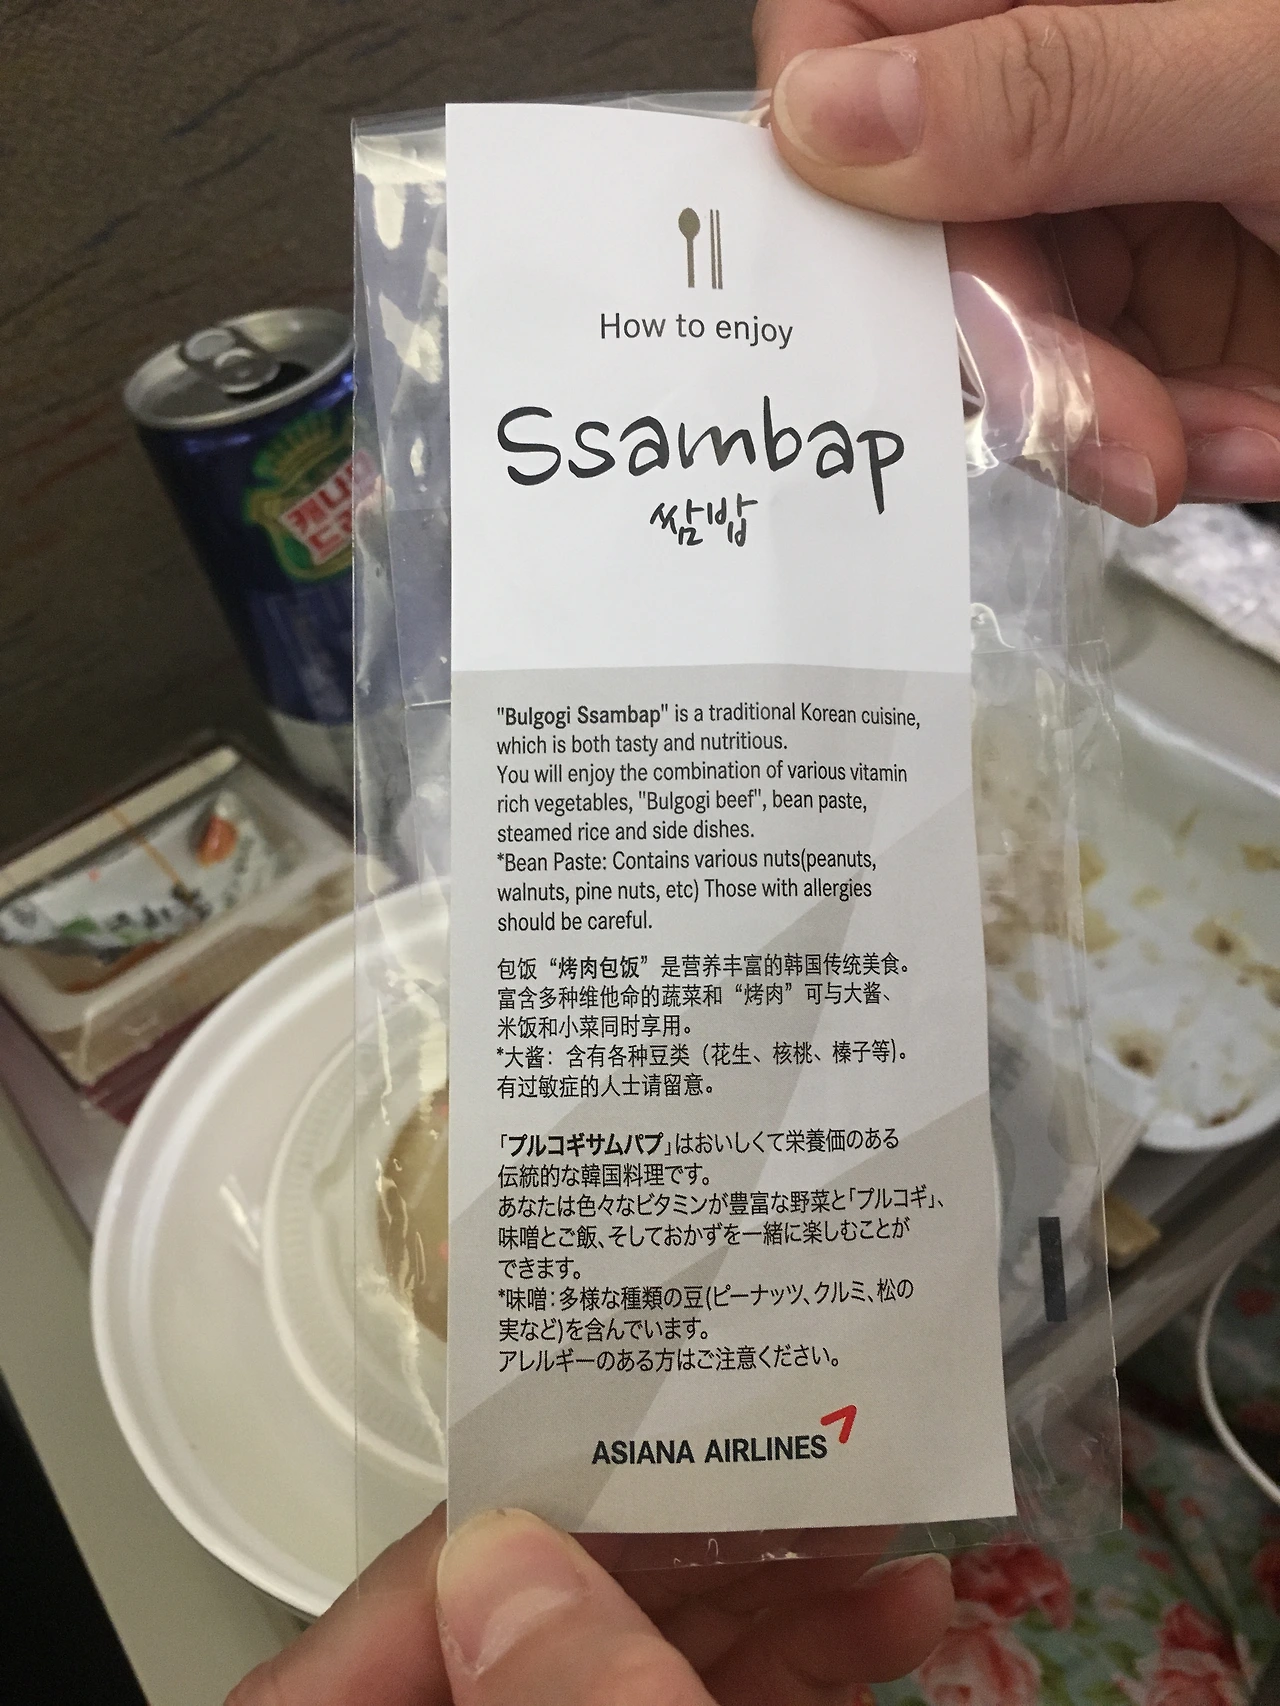 How to enjoy
Ssambap
쌈밥
"Bulgogi Ssambap" is a traditional Korean cuisine,
which is both tasty and nutritious.
You will enjoy the combination of various vitamin
rich vegetables, "Bulgogi beef", bean paste,
steamed rice and side dishes.
*Bean Paste: Contains various nuts(peanuts,
walnuts, pine nuts, etc) Those with allergies
should be careful.
包饭“烤肉包饭”是营养丰富的韩国传统美食。
富含多种维他命的蔬菜和“烤肉”可与大酱、
米饭和小菜同时享用。
*大酱：含有各种豆类（花生、核桃、榛子等）。
有过敏症的人士请留意。
「プルコギサムパプ」はおいしくて栄養価のある
伝統的な韓国料理です。
あなたは色々なビタミンが豊富な野菜と「プルコギ」、
味噌とご飯、そしておかずを一緒に楽しむことが
できます。
*味噌：多様な種類の豆(ピーナッツ、クルミ、松の
実など)を含んでいます。
アレルギーのある方はご注意ください。
ASIANA AIRLINES
캐나
드라